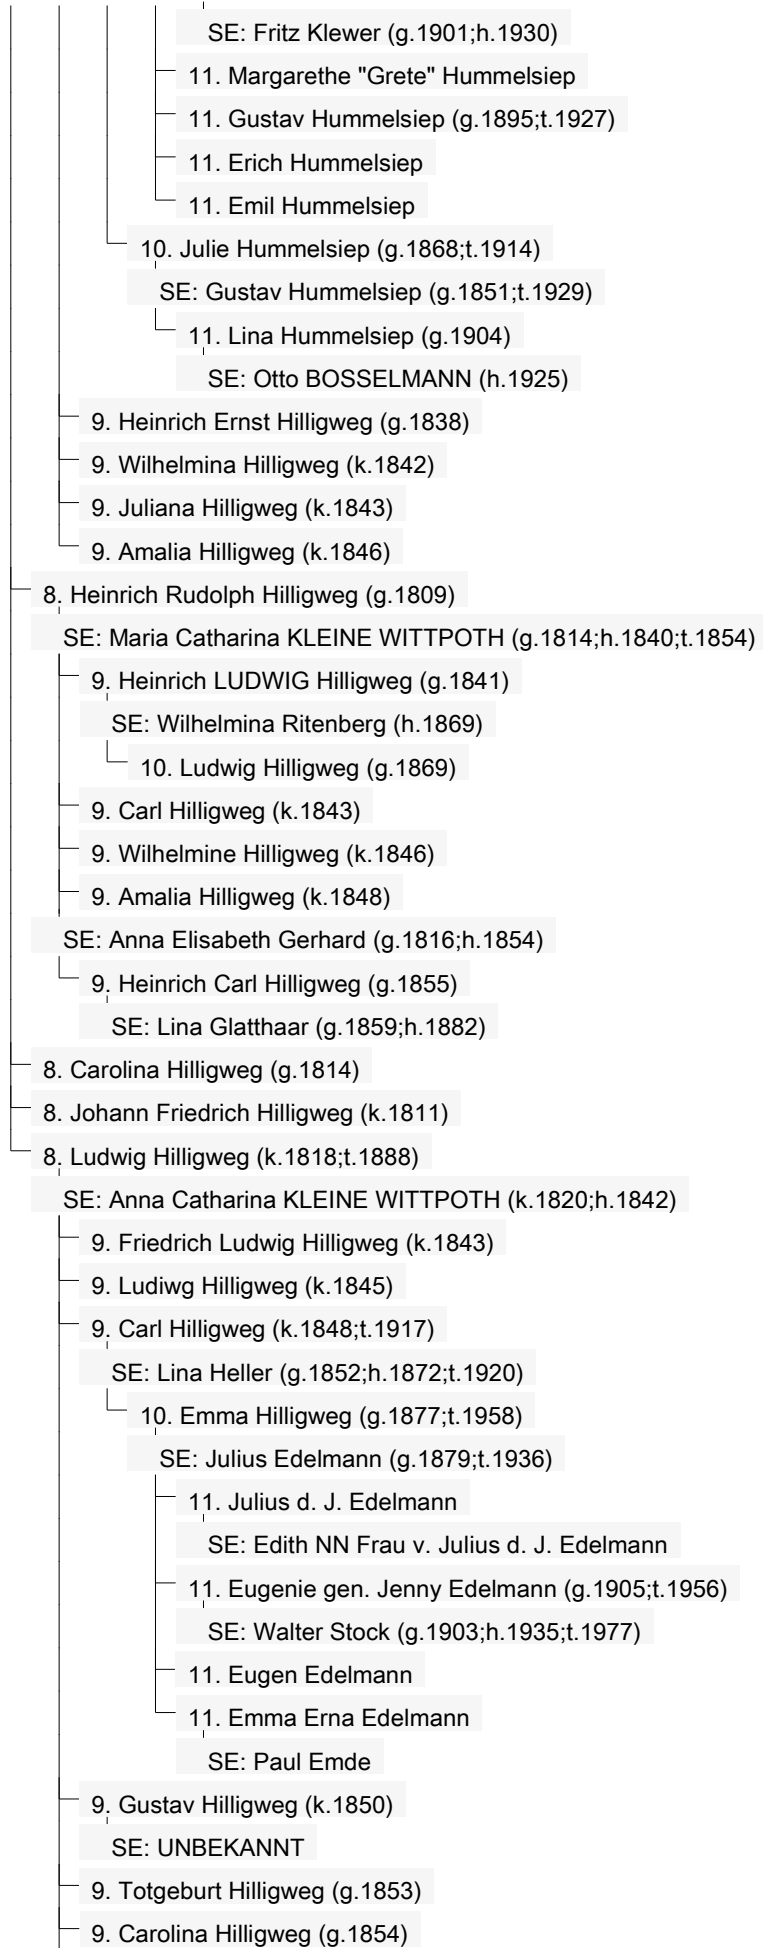 SE: Fritz Klewer (g.1901;h.1930)
11. Margarethe "Grete" Hummelsiep
11. Gustav Hummelsiep (g.1895;t.1927)
11. Erich Hummelsiep
11. Emil Hummelsiep
10. Julie Hummelsiep (g.1868;t.1914)
SE: Gustav Hummelsiep (g.1851;t.1929)
11. Lina Hummelsiep (g.1904)
SE: Otto BOSSELMANN (h.1925)
9. Heinrich Ernst Hilligweg (g.1838)
9. Wilhelmina Hilligweg (k.1842)
9. Juliana Hilligweg (k.1843)
9. Amalia Hilligweg (k.1846)
8. Heinrich Rudolph Hilligweg (g.1809)
SE: Maria Catharina KLEINE WITTPOTH (g.1814;h.1840;t.1854)
9. Heinrich LUDWIG Hilligweg (g.1841)
SE: Wilhelmina Ritenberg (h.1869)
10. Ludwig Hilligweg (g.1869)
9. Carl Hilligweg (k.1843)
9. Wilhelmine Hilligweg (k.1846)
9. Amalia Hilligweg (k.1848)
SE: Anna Elisabeth Gerhard (g.1816;h.1854)
9. Heinrich Carl Hilligweg (g.1855)
SE: Lina Glatthaar (g.1859;h.1882)
8. Carolina Hilligweg (g.1814)
8. Johann Friedrich Hilligweg (k.1811)
8. Ludwig Hilligweg (k.1818;t.1888)
SE: Anna Catharina KLEINE WITTPOTH (k.1820;h.1842)
9. Friedrich Ludwig Hilligweg (k.1843)
9. Ludiwg Hilligweg (k.1845)
9. Carl Hilligweg (k.1848;t.1917)
SE: Lina Heller (g.1852;h.1872;t.1920)
10. Emma Hilligweg (g.1877;t.1958)
SE: Julius Edelmann (g.1879;t.1936)
11. Julius d. J. Edelmann
SE: Edith NN Frau v. Julius d. J. Edelmann
11. Eugenie gen. Jenny Edelmann (g.1905;t.1956)
SE: Walter Stock (g.1903;h.1935;t.1977)
11. Eugen Edelmann
11. Emma Erna Edelmann
SE: Paul Emde
9. Gustav Hilligweg (k.1850)
SE: UNBEKANNT
9. Totgeburt Hilligweg (g.1853)
9. Carolina Hilligweg (g.1854)